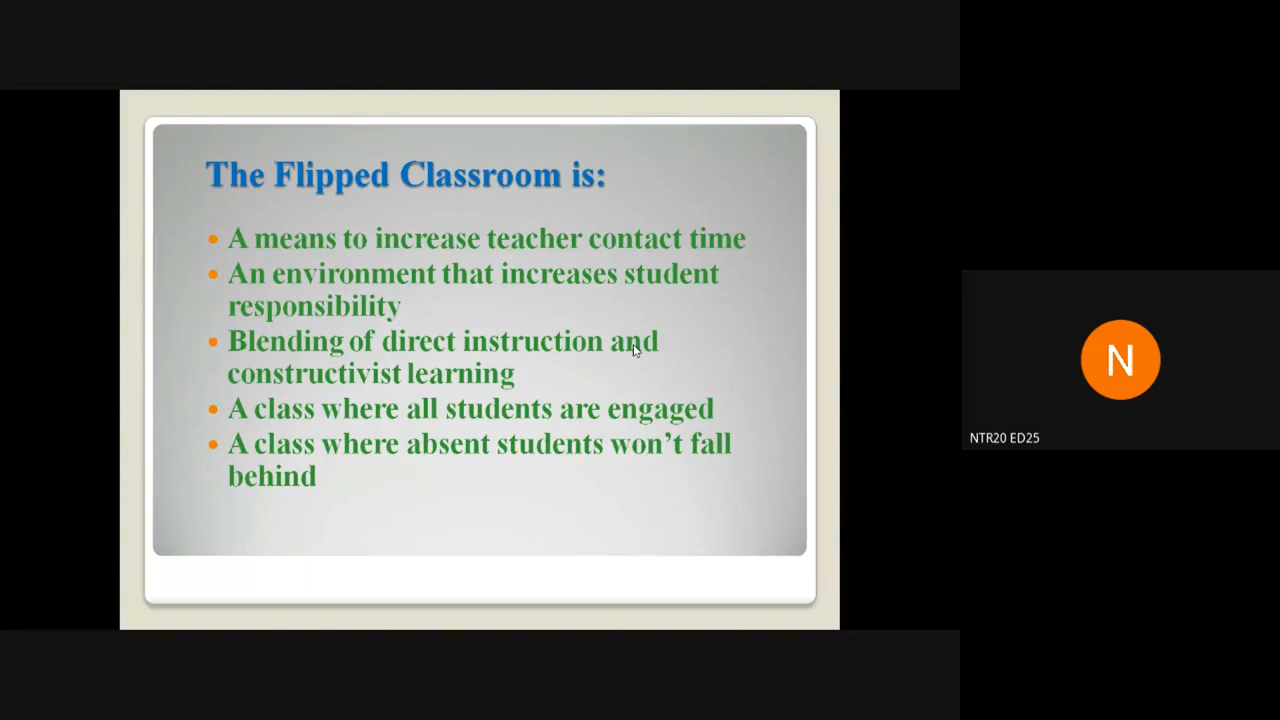 The Flipped Classroom is:
• A means to increase teacher contact time
• An environment that increases student
responsibility
• Blending of direct instruction and
constructivist learning
• A class where all students are engaged
• A class where absent students won’t fall
behind
N
NTR20 ED25